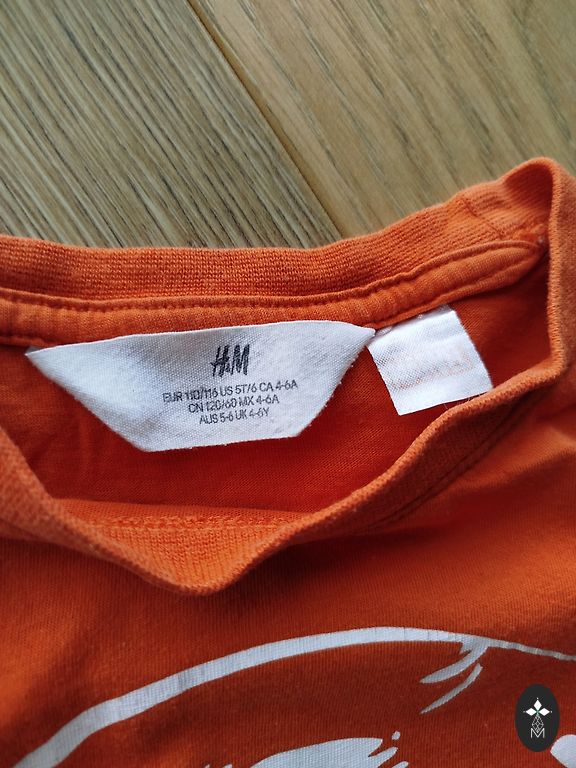 H&M
EUR 110/116 US 5T/6 CA 4-6A
CN 120/60 MX 4-6A
AUS 5-6 UK 4-6Y
M